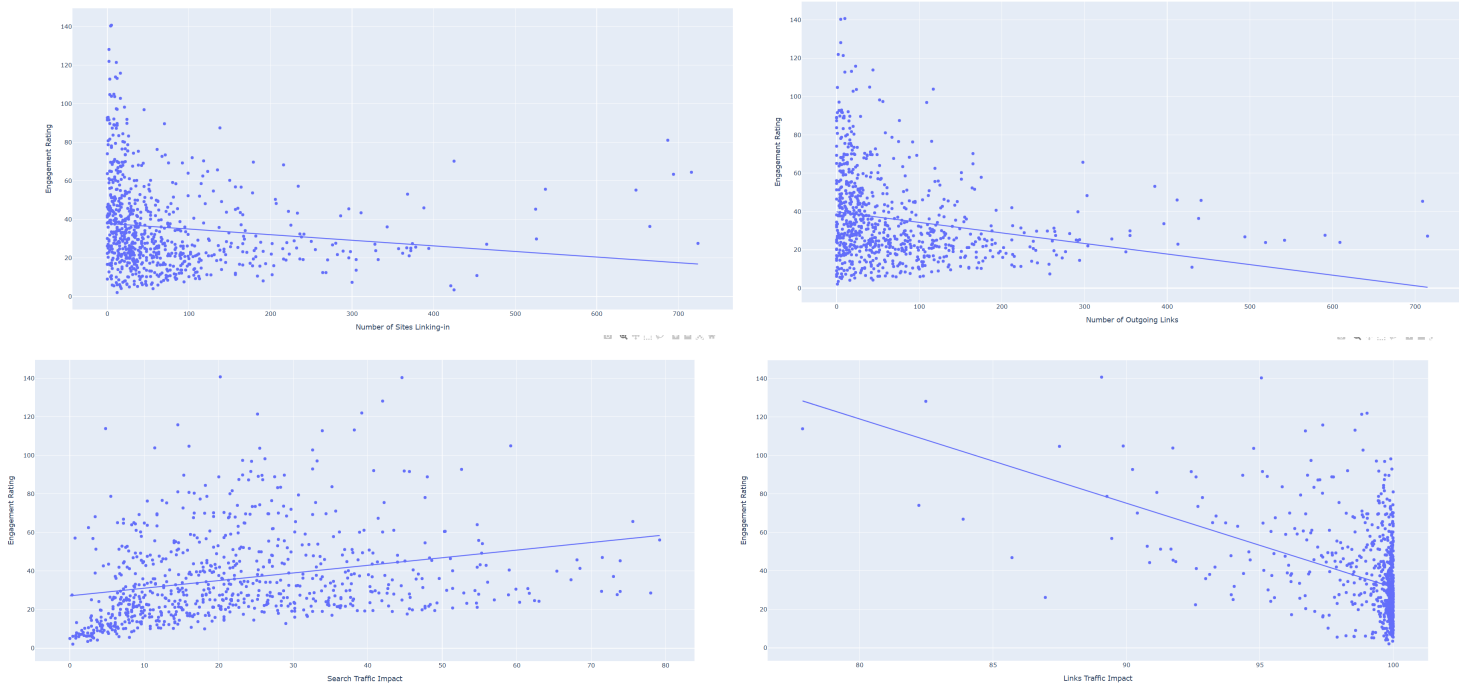 140
120
100
80
60
40
20
0
Engagement Rating
0 100 200 300 400 500 600 700
Number of Sites Linking-in
140
120
100
80
60
40
20
0
Engagement Rating
0 100 200 300 400 500 600 700
Number of Outgoing Links
140
120
100
80
60
40
20
0
Engagement Rating
0 10 20 30 40 50 60 70 80
Search Traffic Impact
140
120
100
80
60
40
20
0
Engagement Rating
80 85 90 95 100
Links Traffic Impact